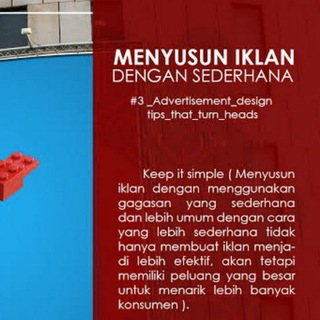 MENYUSUN IKLAN
DENGAN SEDERHANA
#3 _Advertisement_design
tips_that_turn_heads
Keep it simple ( Menyusun
iklan dengan menggunakan
gagasan yang sederhana
dan lebih umum dengan cara
yang lebih sederhana tidak
hanya membuat iklan menja-
di lebih efektif, akan tetapi
memiliki peluang yang besar
untuk menarik lebih banyak
konsumen ).